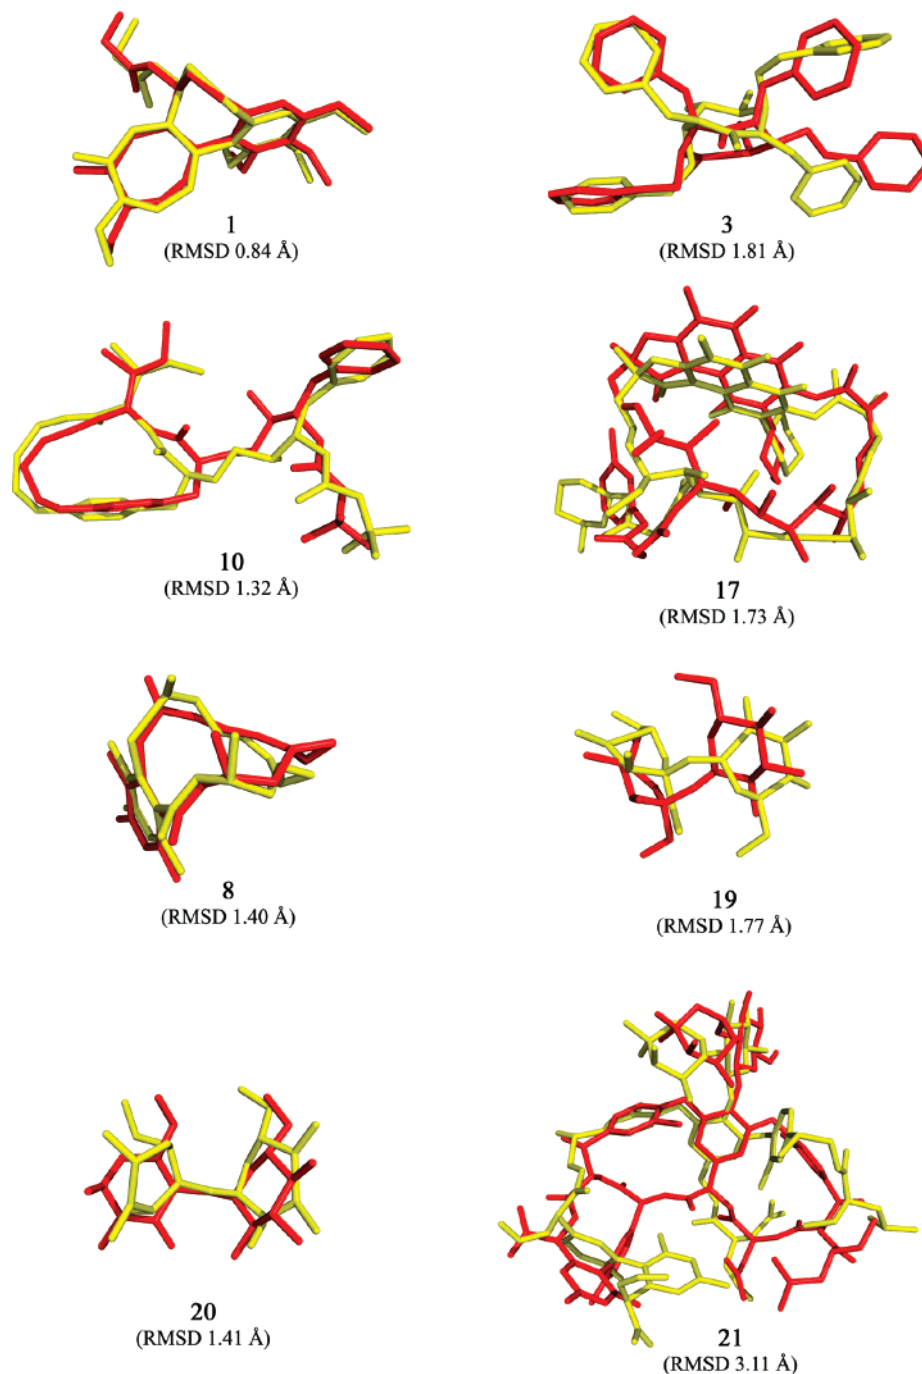 1
(RMSD 0.84 Å)
3
(RMSD 1.81 Å)
10
(RMSD 1.32 Å)
17
(RMSD 1.73 Å)
8
(RMSD 1.40 Å)
19
(RMSD 1.77 Å)
20
(RMSD 1.41 Å)
21
(RMSD 3.11 Å)